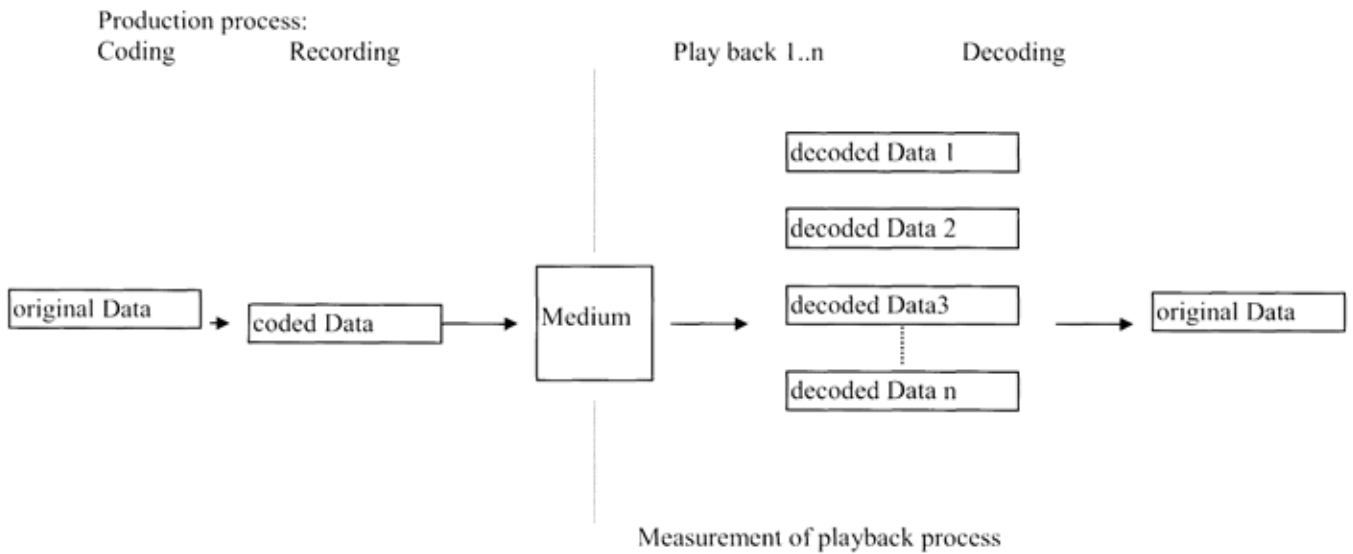 Production process:
Coding Recording Play back 1..n Decoding
decoded Data 1
decoded Data 2
original Data
coded Data
Medium
decoded Data3
original Data
decoded Data n
Measurement of playback process